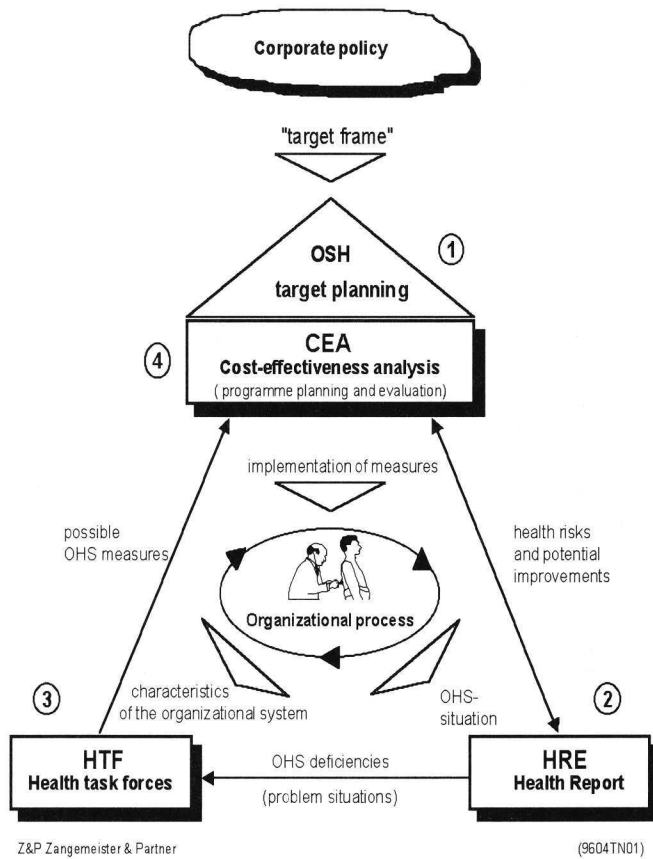 Corporate policy
"target frame"
①
OSH
target planning
④
CEA
Cost-effectiveness analysis
( programme planning and evaluation)
implementation of measures
possible
OHS measures
health risks
and potential
improvements
Organizational process
③
characteristics
of the organizational system
OHS-
situation
②
HTF
Health task forces
OHS deficiencies
(problem situations)
HRE
Health Report
Z&P Zangemeister & Partner
(9604TN01)